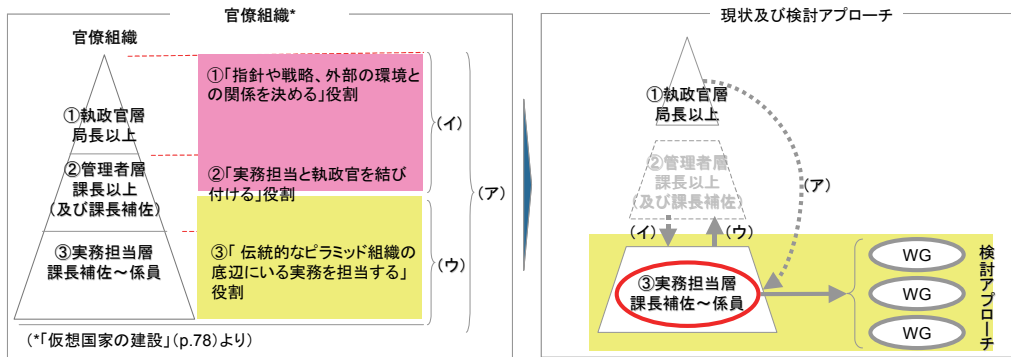 官僚組織*
官僚組織
①執政官層
局長以上
②管理者層
課長以上
(及び課長補佐)
③実務担当層
課長補佐～係員
①「指針や戦略、外部の環境と
の関係を決める」役割
②「実務担当と執政官を結び
付ける」役割
③「 伝統的なピラミッド組織の
底辺にいる実務を担当する」
役割
(イ)
(ウ)
(ア)
(*「仮想国家の建設」(p.78)より)
現状及び検討アプローチ
①執政官層
局長以上
②管理者層
課長以上
(及び課長補佐)
(ア)
(イ)
(ウ)
③実務担当層
課長補佐～係員
WG
WG
WG
検討アプローチ